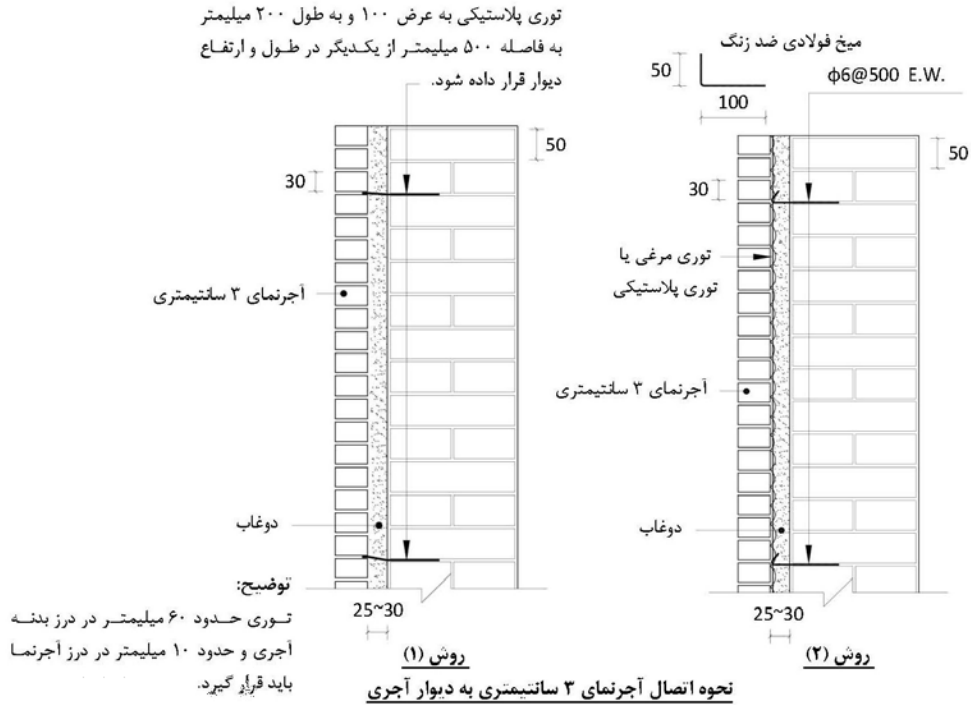 توری پلاستیکی به عرض ۱۰۰ و به طول ۲۰۰ میلیمتر
به فاصله ۵۰۰ میلیمتر از یکدیگر در طول و ارتفاع
دیوار قرار داده شود.
50
30
آجرنمای ۳ سانتیمتری
دوغاب
توضیح:
توری حدود ۶۰ میلیمتر در درز بدنه
آجری و حدود ۱۰ میلیمتر در درز آجرنما
باید قرار گیرد.
25~30
روش (۱)
میخ فولادی ضد زنگ
50
100
ϕ6@500 E.W.
50
30
توری مرغی یا
توری پلاستیکی
آجرنمای ۳ سانتیمتری
دوغاب
25~30
روش (۲)
نحوه اتصال آجرنمای ۳ سانتیمتری به دیوار آجری